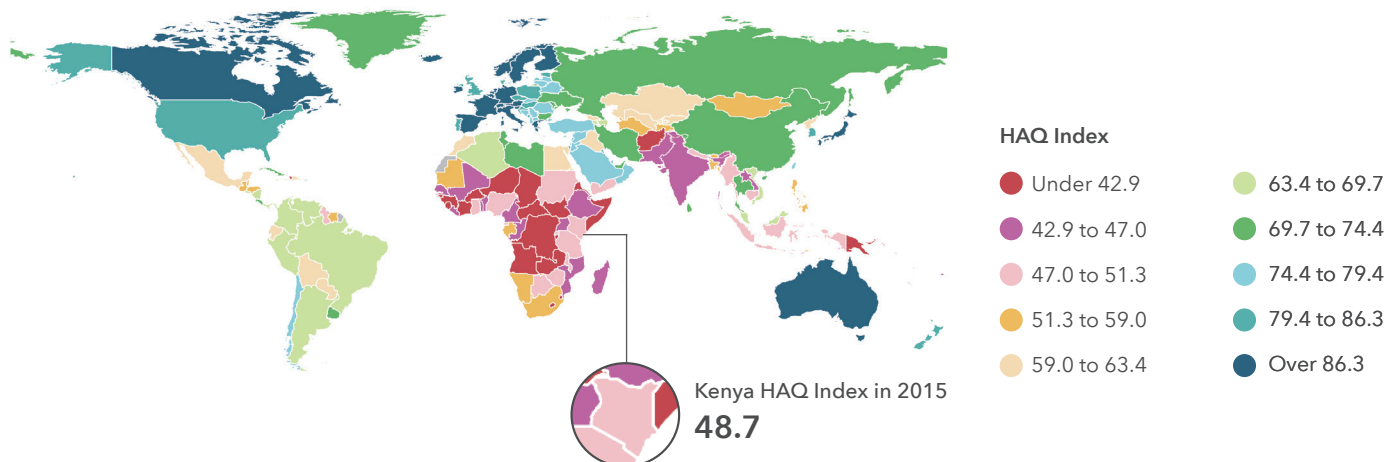 HAQ Index
Under 42.9
42.9 to 47.0
47.0 to 51.3
51.3 to 59.0
59.0 to 63.4
63.4 to 69.7
69.7 to 74.4
74.4 to 79.4
79.4 to 86.3
Over 86.3
Kenya HAQ Index in 2015
48.7